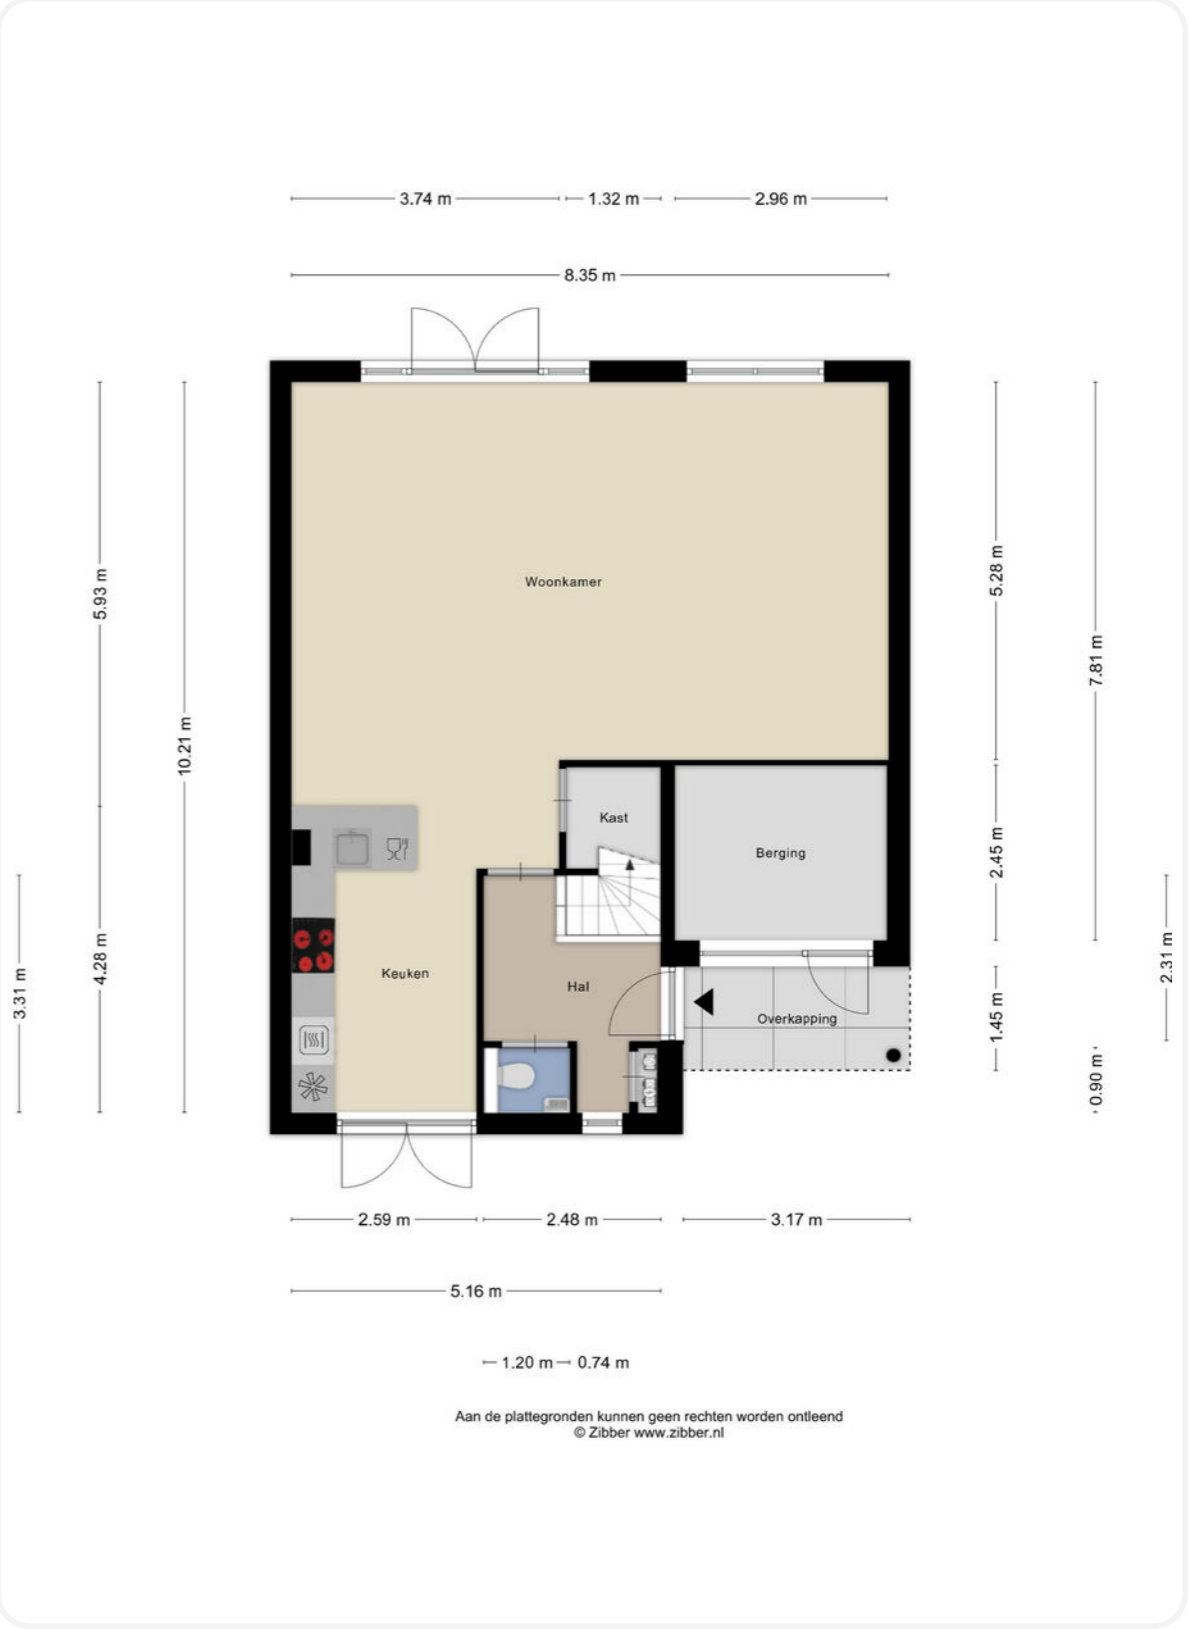 3.74 m
1.32 m
2.96 m
8.35 m
Woonkamer
5.93 m
10.21 m
5.28 m
7.81 m
Kast
Berging
2.45 m
Keuken
Hal
Overkapping
3.31 m
4.28 m
1.45 m
2.31 m
0.90 m
2.59 m
2.48 m
3.17 m
5.16 m
1.20 m
0.74 m
Aan de plattegronden kunnen geen rechten worden ontleend
© Zibber www.zibber.nl